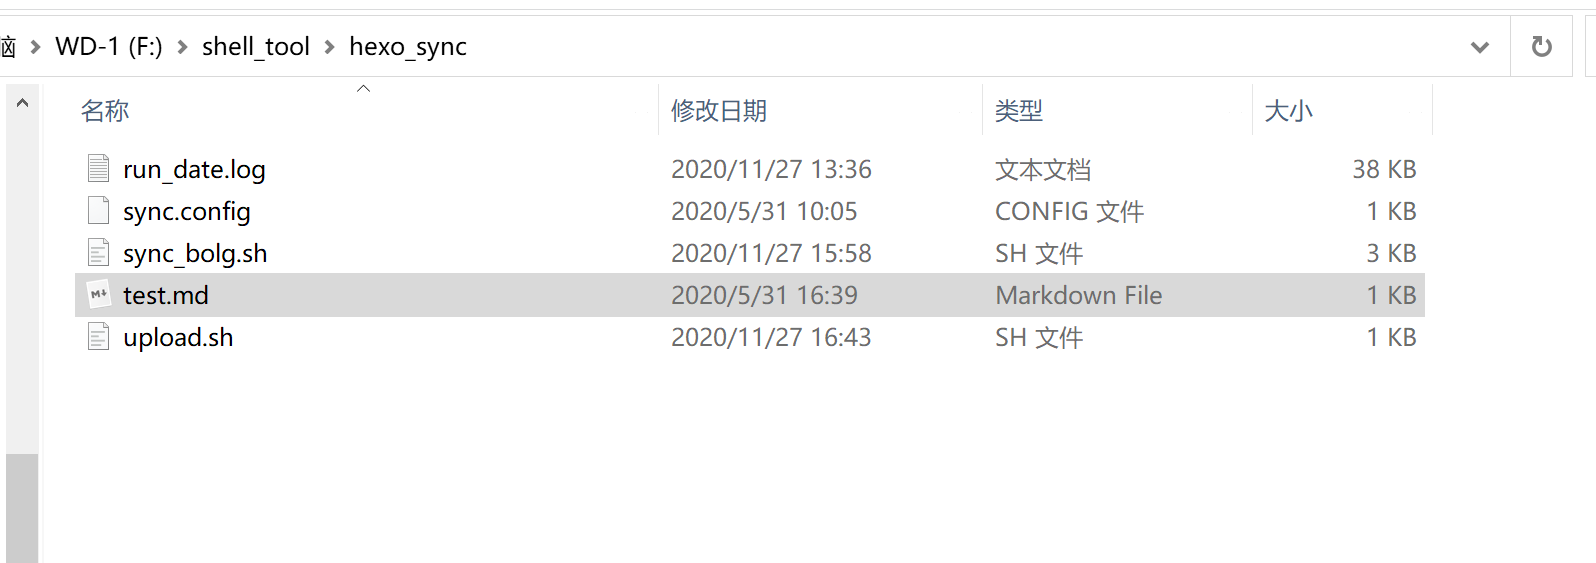 脑 > WD-1 (F:) > shell_tool > hexo_sync
名称 修改日期 类型 大小
run_date.log 2020/11/27 13:36 文本文档 38 KB
sync.config 2020/5/31 10:05 CONFIG 文件 1 KB
sync_bolg.sh 2020/11/27 15:58 SH 文件 3 KB
test.md 2020/5/31 16:39 Markdown File 1 KB
upload.sh 2020/11/27 16:43 SH 文件 1 KB